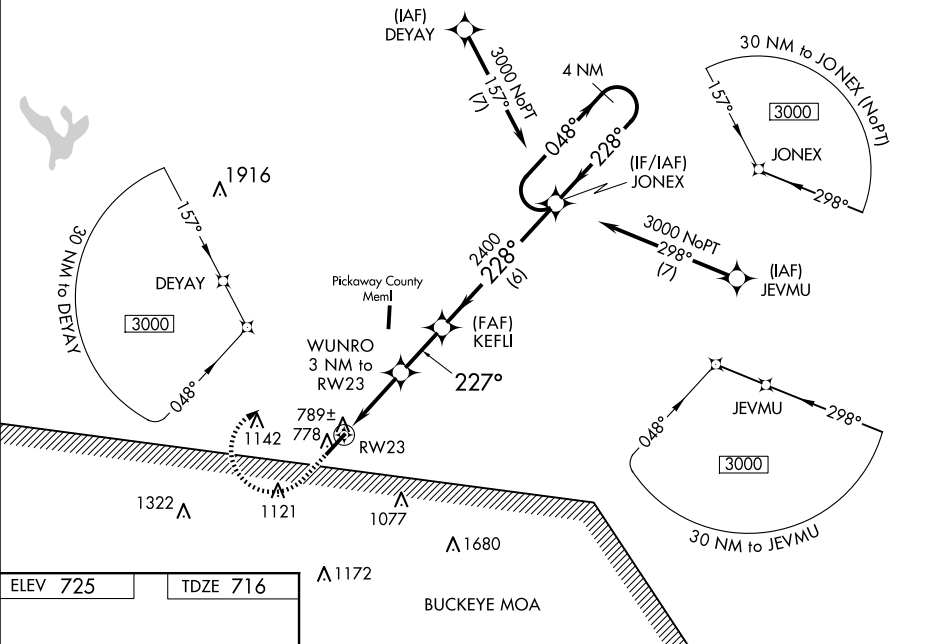 (IAF)
DEYAY
3000 NoPT
157°
(7)
4 NM
048°
228°
(IF/IAF)
JONEX
30 NM to JONEX (NoPT)
157°
3000
JONEX
298°
1916
157°
30 NM to DEYAY
DEYAY
3000
048°
2400
228°
(6)
3000 NoPT
298°
(7)
(IAF)
JEVMU
Pickaway County
Meml
(FAF)
KEFLI
WUNRO
3 NM to
RW23
227°
789±
778
RW23
1142
1121
1322
1077
1680
1172
JEVMU
048°
298°
3000
30 NM to JEVMU
BUCKEYE MOA
ELEV 725
TDZE 716